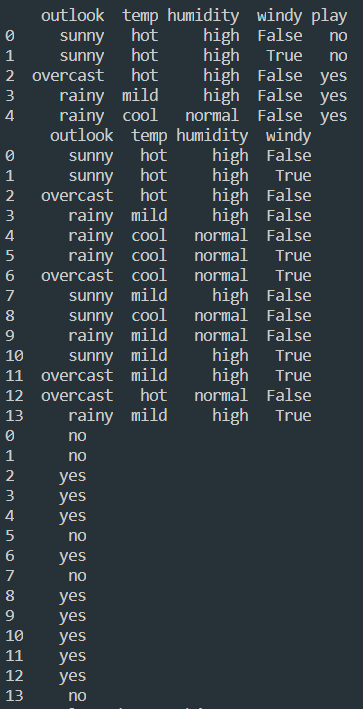 outlook temp humidity windy play
0 sunny hot high False no
1 sunny hot high True no
2 overcast hot high False yes
3 rainy mild high False yes
4 rainy cool normal False yes
outlook temp humidity windy
0 sunny hot high False
1 sunny hot high True
2 overcast hot high False
3 rainy mild high False
4 rainy cool normal False
5 rainy cool normal True
6 overcast cool normal True
7 sunny mild high False
8 sunny cool normal False
9 rainy mild normal False
10 sunny mild high True
11 overcast mild high True
12 overcast hot normal False
13 rainy mild high True
0 no
1 no
2 yes
3 yes
4 yes
5 no
6 yes
7 no
8 yes
9 yes
10 yes
11 yes
12 yes
13 no